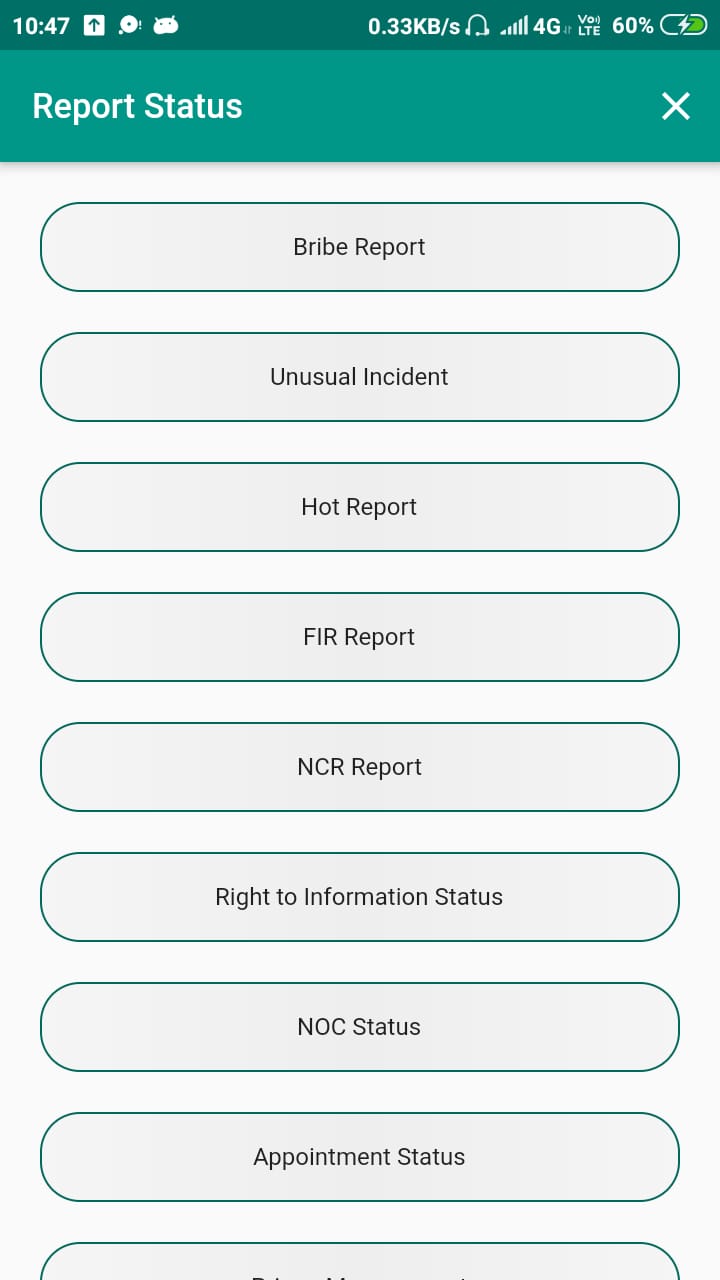 10:47 0.33KB/s 4G Vo) LTE 60%
Report Status
Bribe Report
Unusual Incident
Hot Report
FIR Report
NCR Report
Right to Information Status
NOC Status
Appointment Status